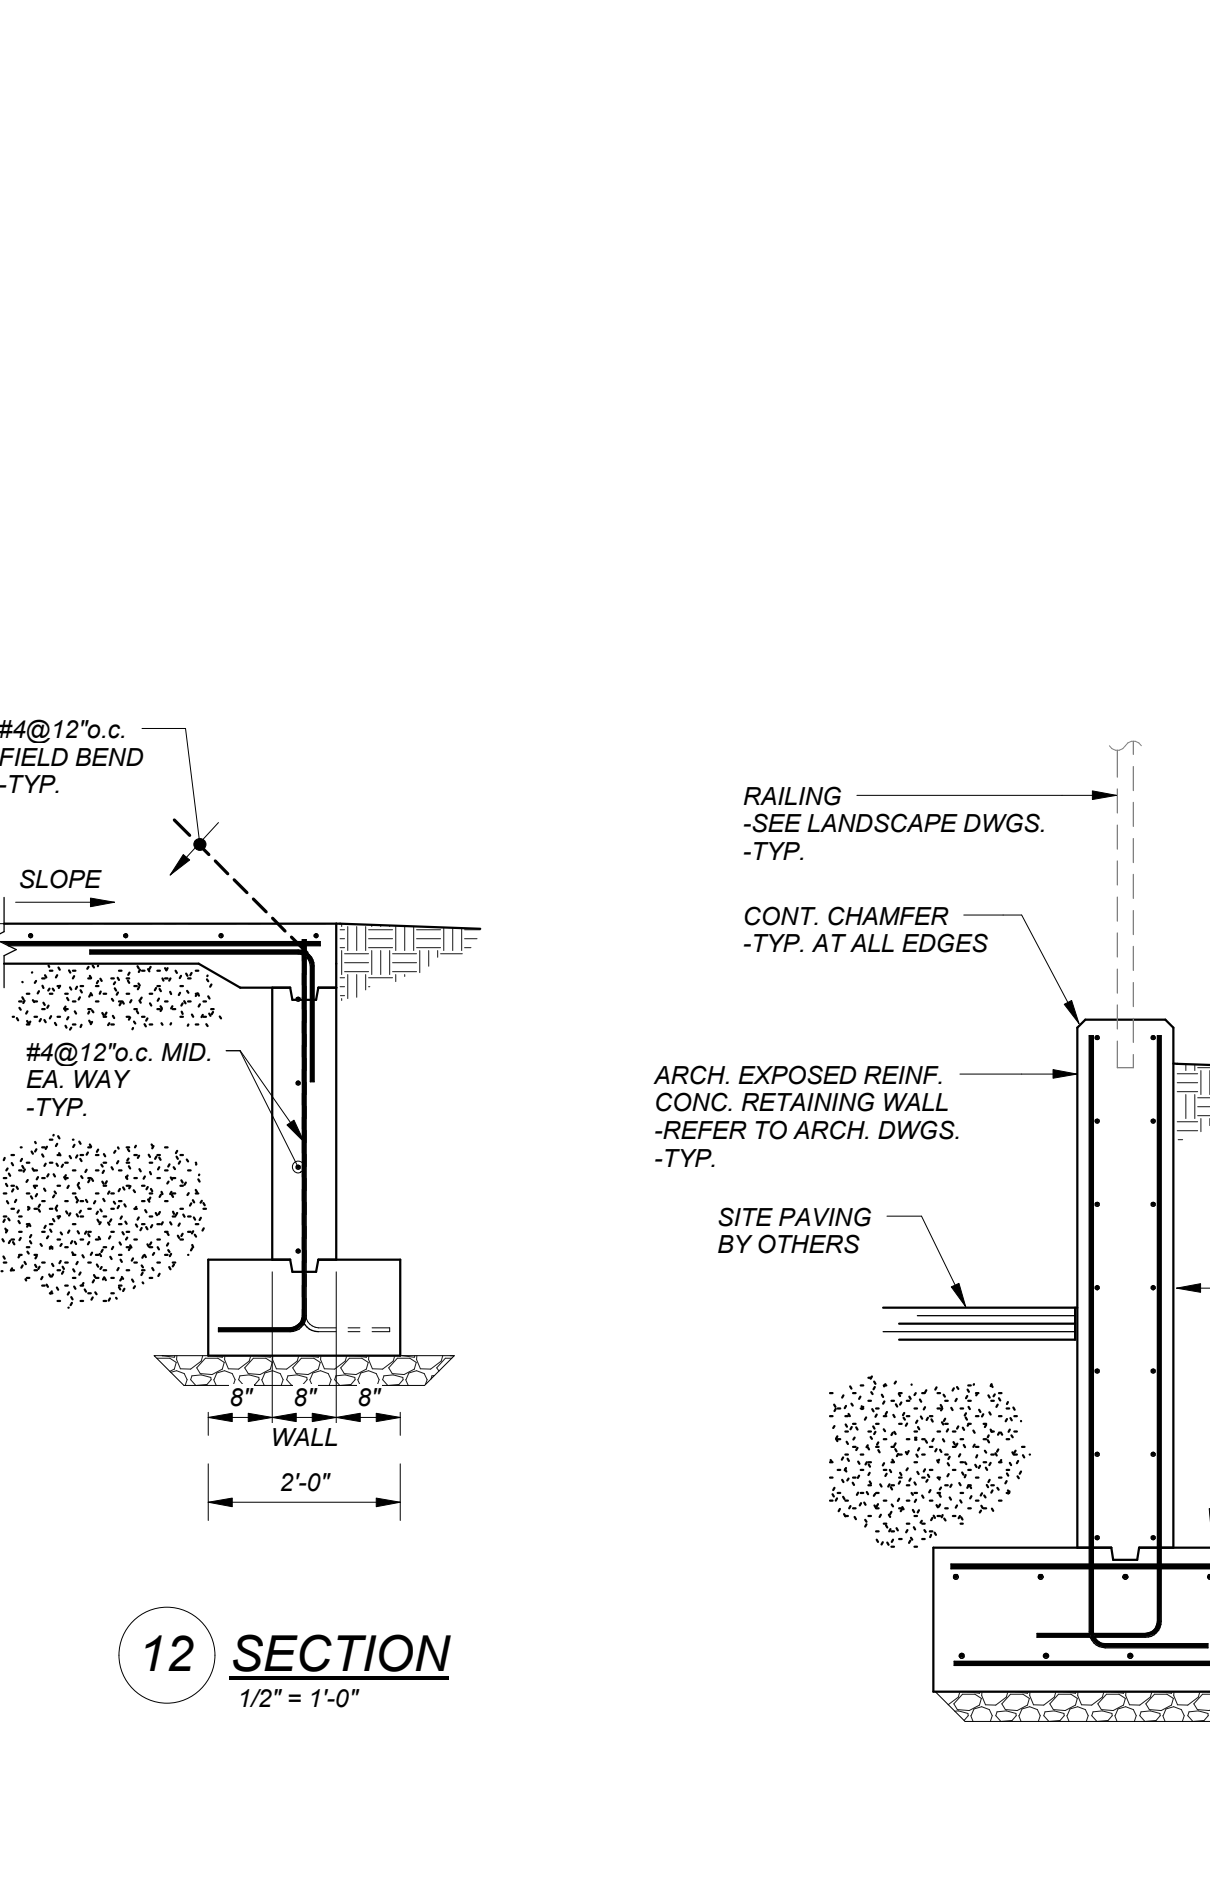 #4@12"o.c.
FIELD BEND
-TYP.
SLOPE
#4@12"o.c. MID.
EA. WAY
-TYP.
8" 8" 8"
WALL
2'-0"
12 SECTION
1/2" = 1'-0"
RAILING
-SEE LANDSCAPE DWGS.
-TYP.
CONT. CHAMFER
-TYP. AT ALL EDGES
ARCH. EXPOSED REINF.
CONC. RETAINING WALL
-REFER TO ARCH. DWGS.
-TYP.
SITE PAVING
BY OTHERS